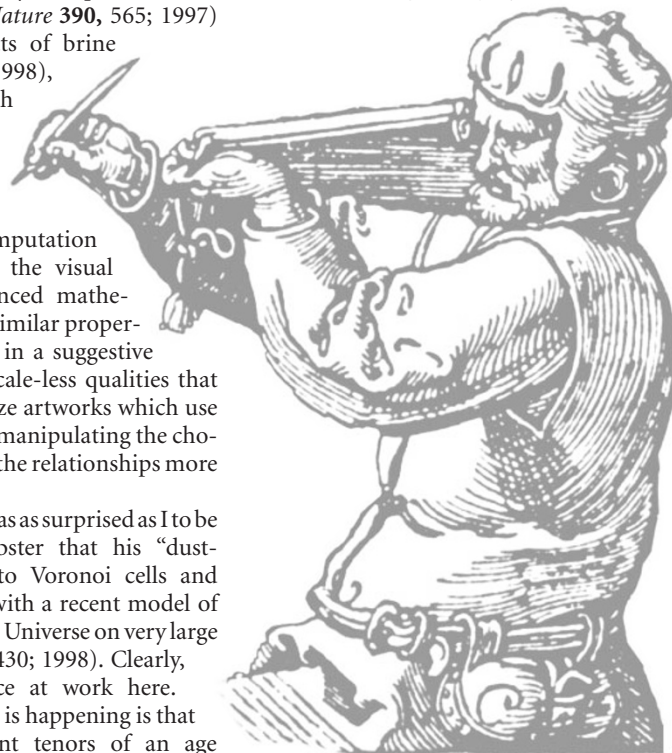 Nature 390, 565; 1997)
ts of brine
998),
h
mputation
the visual
nced mathe-
imilar proper-
in a suggestive
cale-less qualities that
ze artworks which use
manipulating the cho-
the relationships more
as as surprised as I to be
bster that his “dust-
to Voronoi cells and
with a recent model of
Universe on very large
430; 1998). Clearly,
ce at work here.
is happening is that
nt tenors of an age